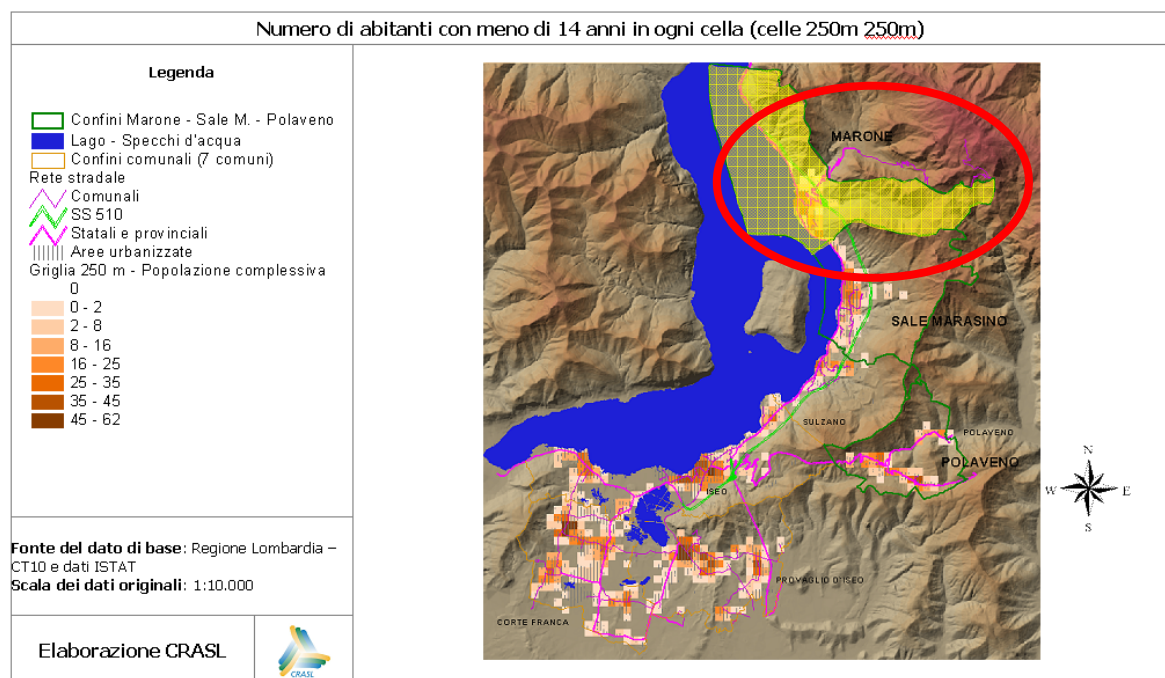 Numero di abitanti con meno di 14 anni in ogni cella (celle 250m 250m)
Legenda
Confini Marone - Sale M. - Polaveno
Lago - Specchi d'acqua
Confini comunali (7 comuni)
Rete stradale
Comunali
SS 510
Statali e provinciali
Aree urbanizzate
Griglia 250 m - Popolazione complessiva
0
0 - 2
2 - 8
8 - 16
16 - 25
25 - 35
35 - 45
45 - 62
Fonte del dato di base: Regione Lombardia –
CT10 e dati ISTAT
Scala dei dati originali: 1:10.000
Elaborazione CRASL
CRASL
MARONE
SALE MARASINO
SULZANO
POLAVENO
POLAVENO
ISEO
PROVAGLIO D'ISEO
CORTE FRANCA
N
W E
S